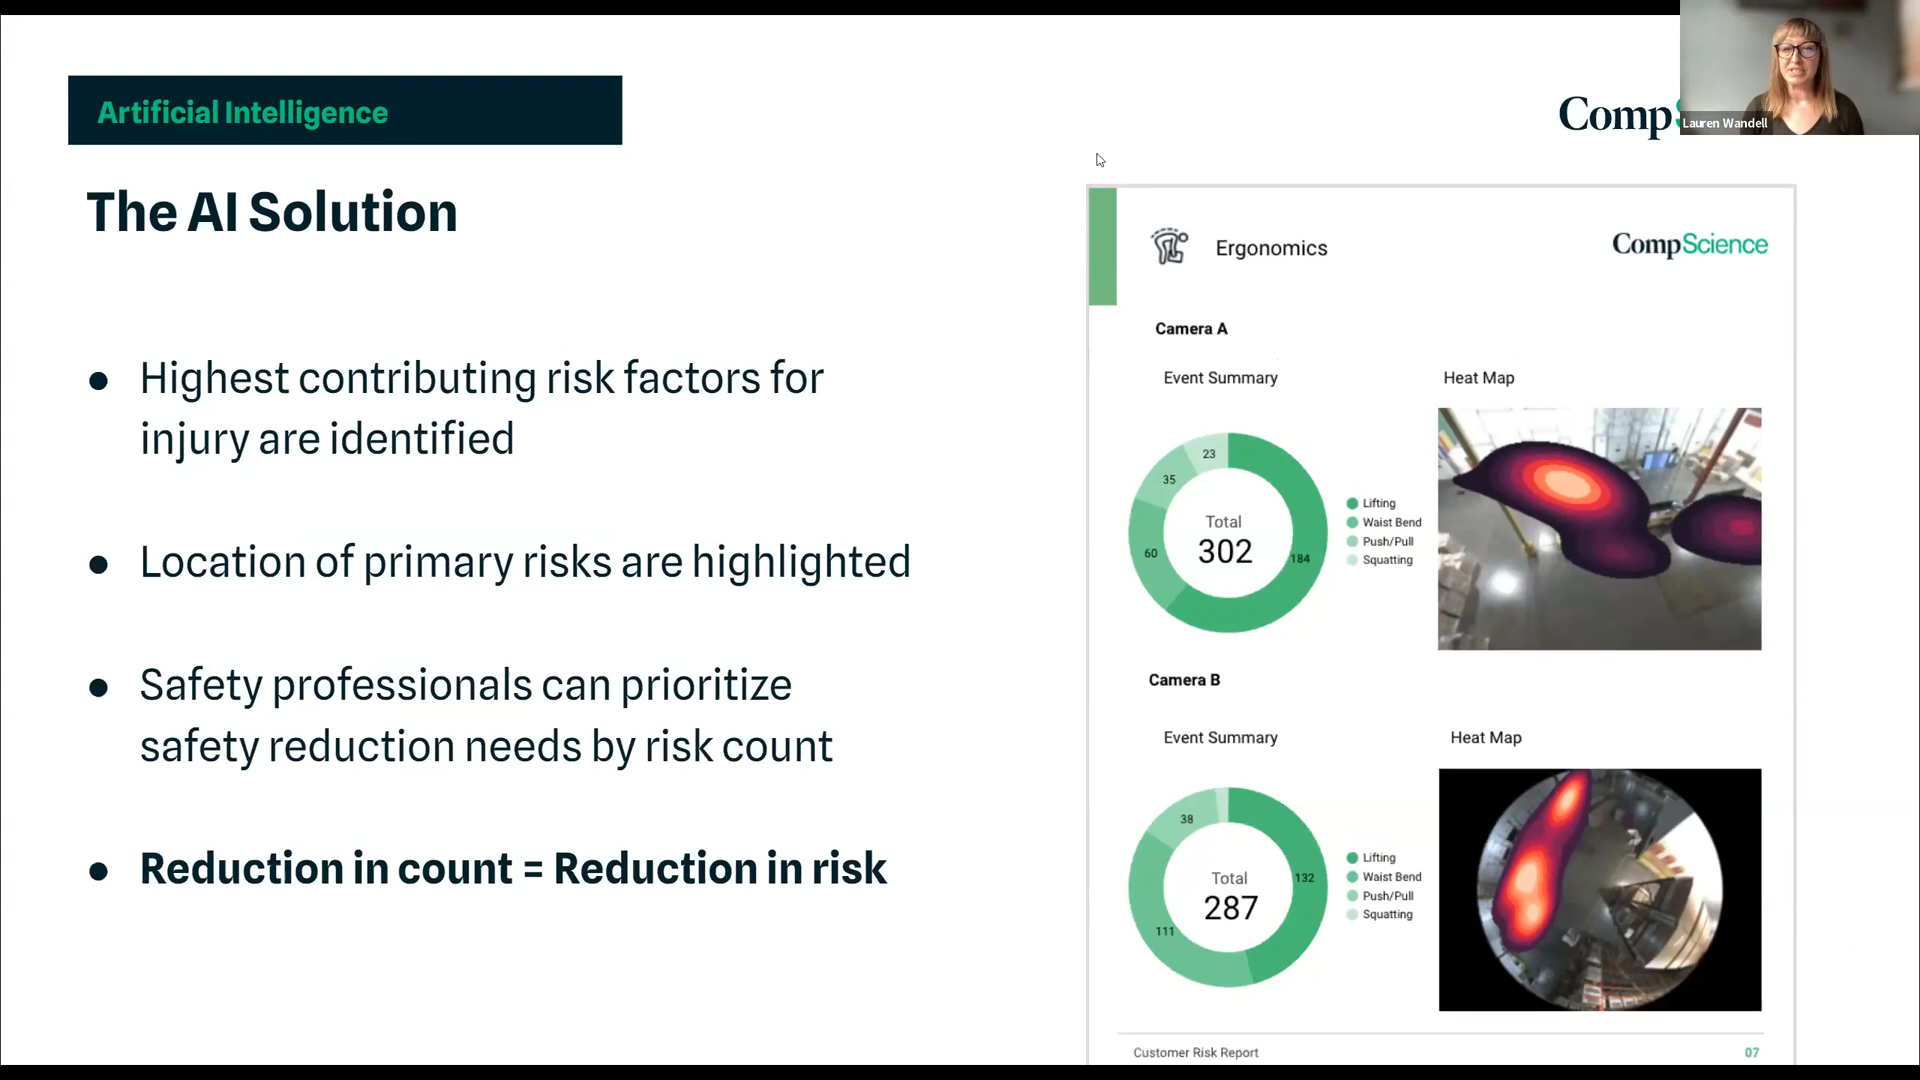 Artificial Intelligence
Comp
Lauren Wandell
The AI Solution
● Highest contributing risk factors for
injury are identified
● Location of primary risks are highlighted
● Safety professionals can prioritize
safety reduction needs by risk count
● Reduction in count = Reduction in risk
Ergonomics
CompScience
Camera A
Event Summary
Heat Map
23
35
60
184
Total
302
Lifting
Waist Bend
Push/Pull
Squatting
Camera B
Event Summary
Heat Map
38
111
132
Total
287
Lifting
Waist Bend
Push/Pull
Squatting
Customer Risk Report
07